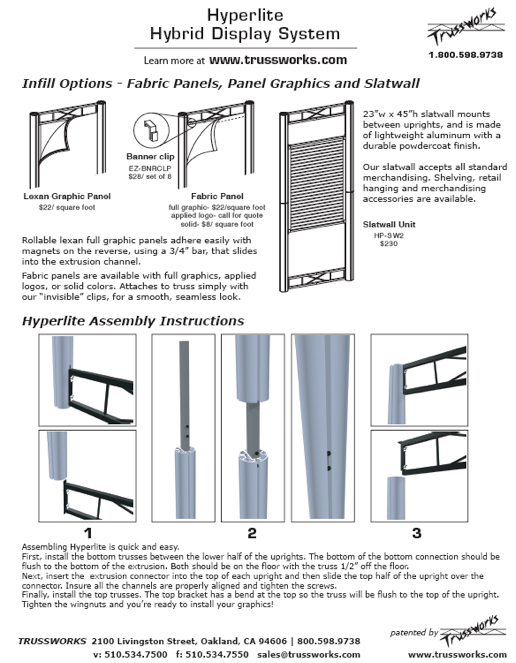 Hyperlite
Hybrid Display System
Learn more at www.trussworks.com
Trussworks
1.800.598.9738
Infill Options - Fabric Panels, Panel Graphics and Slatwall
Banner clip
EZ-BNRCLP
$28/ set of 8
Lexan Graphic Panel
$22/ square foot
Fabric Panel
full graphic- $22/square foot
applied logo- call for quote
solid- $8/ square foot
Rollable lexan full graphic panels adhere easily with
magnets on the reverse, using a 3/4” bar, that slides
into the extrusion channel.
Fabric panels are available with full graphics, applied
logos, or solid colors. Attaches to truss simply with
our “invisible” clips, for a smooth, seamless look.
23”w x 45”h slatwall mounts
between uprights, and is made
of lightweight aluminum with a
durable powdercoat finish.
Our slatwall accepts all standard
merchandising. Shelving, retail
hanging and merchandising
accessories are available.
Slatwall Unit
HP-SW2
$230
Hyperlite Assembly Instructions
1
2
3
Assembling Hyperlite is quick and easy.
First, install the bottom trusses between the lower half of the uprights. The bottom of the bottom connection should be
flush to the bottom of the extrusion. Both should be on the floor with the truss 1/2” off the floor.
Next, insert the extrusion connector into the top of each upright and then slide the top half of the upright over the
connector. Insure all the channels are properly aligned and tighten the screws.
Finally, install the top trusses. The top bracket has a bend at the top so the truss will be flush to the top of the upright.
Tighten the wingnuts and you’re ready to install your graphics!
TRUSSWORKS 2100 Livingston Street, Oakland, CA 94606 | 800.598.9738
v: 510.534.7500 f: 510.534.7550 sales@trussworks.com
patented by Trussworks
www.trussworks.com